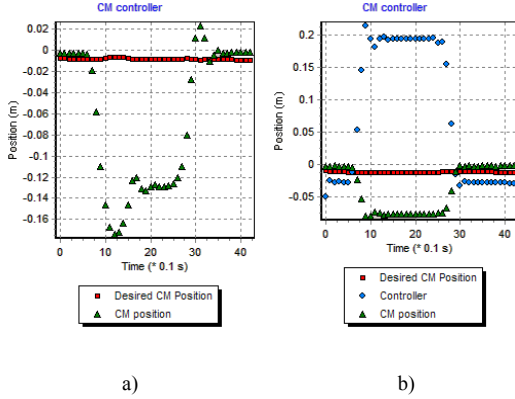 CM controller
0.02
0
-0.02
-0.04
-0.06
-0.08
-0.1
-0.12
-0.14
-0.16
Position (m)
0 10 20 30 40
Time (* 0.1 s)
Desired CM Position
CM position
a)
CM controller
0.2
0.15
0.1
0.05
0
-0.05
Position (m)
0 10 20 30 40
Time (* 0.1 s)
Desired CM Position
Controller
CM position
b)